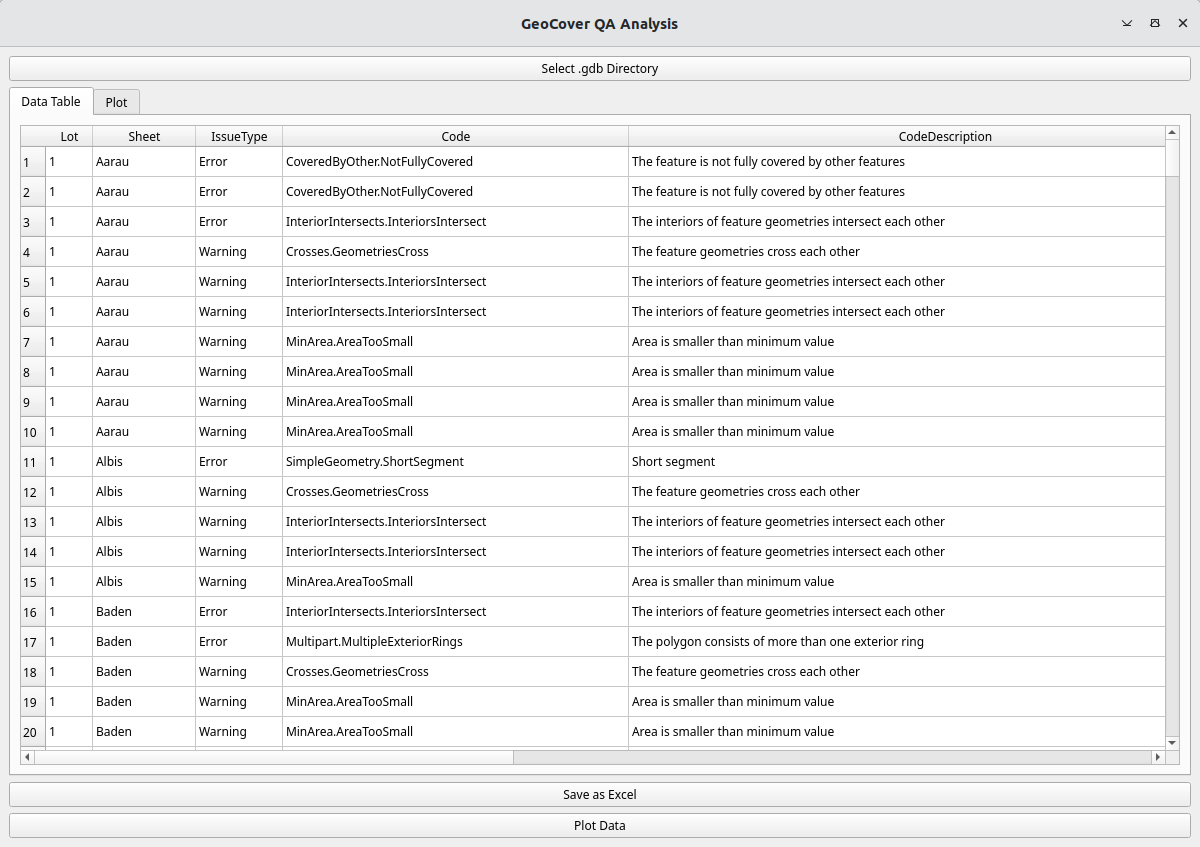 GeoCover QA Analysis
Select .gdb Directory
Data Table Plot
Lot Sheet IssueType Code CodeDescription
1 1 Aarau Error CoveredByOther.NotFullyCovered The feature is not fully covered by other features
2 1 Aarau Error CoveredByOther.NotFullyCovered The feature is not fully covered by other features
3 1 Aarau Error InteriorIntersects.InteriorsIntersect The interiors of feature geometries intersect each other
4 1 Aarau Warning Crosses.GeometriesCross The feature geometries cross each other
5 1 Aarau Warning InteriorIntersects.InteriorsIntersect The interiors of feature geometries intersect each other
6 1 Aarau Warning InteriorIntersects.InteriorsIntersect The interiors of feature geometries intersect each other
7 1 Aarau Warning MinArea.AreaTooSmall Area is smaller than minimum value
8 1 Aarau Warning MinArea.AreaTooSmall Area is smaller than minimum value
9 1 Aarau Warning MinArea.AreaTooSmall Area is smaller than minimum value
10 1 Aarau Warning MinArea.AreaTooSmall Area is smaller than minimum value
11 1 Albis Error SimpleGeometry.ShortSegment Short segment
12 1 Albis Warning Crosses.GeometriesCross The feature geometries cross each other
13 1 Albis Warning InteriorIntersects.InteriorsIntersect The interiors of feature geometries intersect each other
14 1 Albis Warning InteriorIntersects.InteriorsIntersect The interiors of feature geometries intersect each other
15 1 Albis Warning MinArea.AreaTooSmall Area is smaller than minimum value
16 1 Baden Error InteriorIntersects.InteriorsIntersect The interiors of feature geometries intersect each other
17 1 Baden Error Multipart.MultipleExteriorRings The polygon consists of more than one exterior ring
18 1 Baden Warning Crosses.GeometriesCross The feature geometries cross each other
19 1 Baden Warning MinArea.AreaTooSmall Area is smaller than minimum value
20 1 Baden Warning MinArea.AreaTooSmall Area is smaller than minimum value
Save as Excel
Plot Data